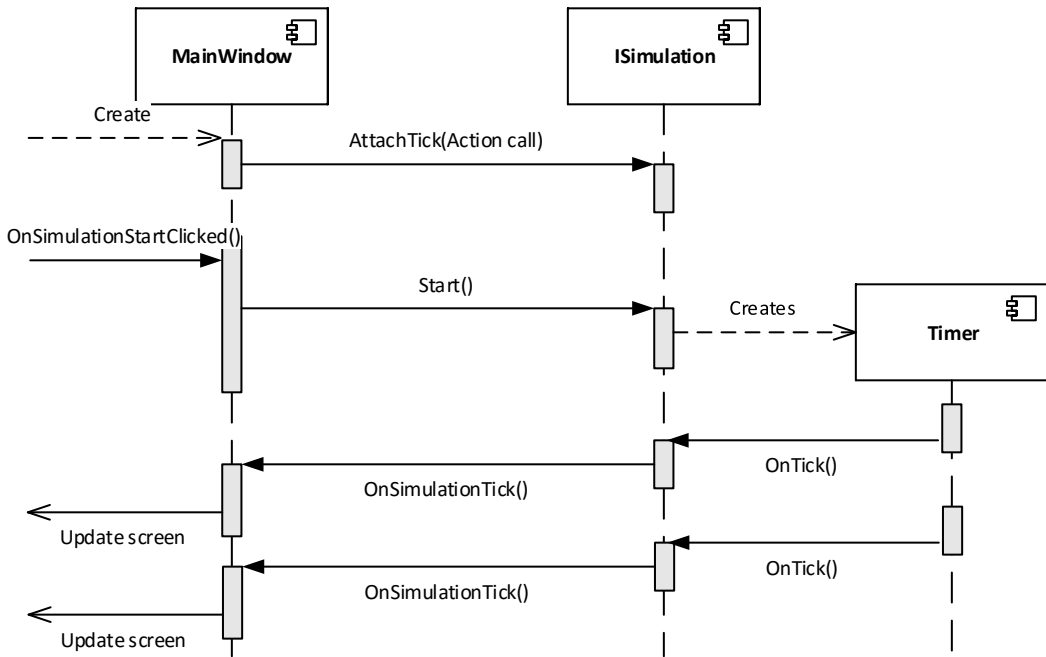 MainWindow
ISimulation
Create
AttachTick(Action call)
OnSimulationStartClicked()
Start()
Creates
Timer
OnTick()
OnSimulationTick()
Update screen
OnTick()
OnSimulationTick()
Update screen